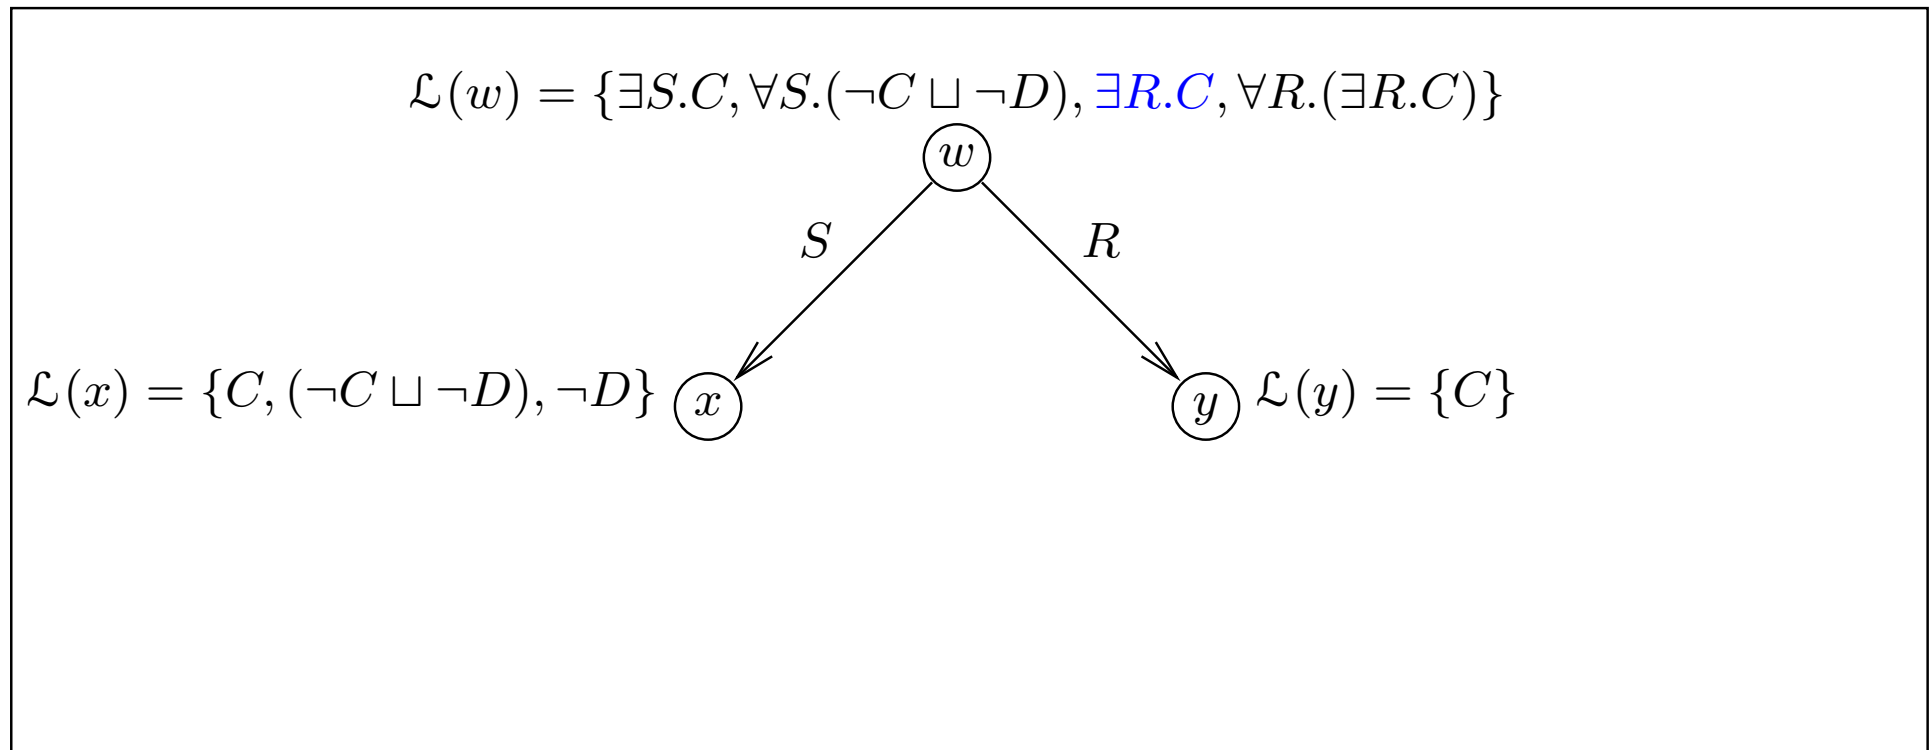 ℒ(w) = {∃S.C, ∀S.(¬C ⊔ ¬D), ∃R.C, ∀R.(∃R.C)}
w
S
R
ℒ(x) = {C, (¬C ⊔ ¬D), ¬D}
x
y
ℒ(y) = {C}